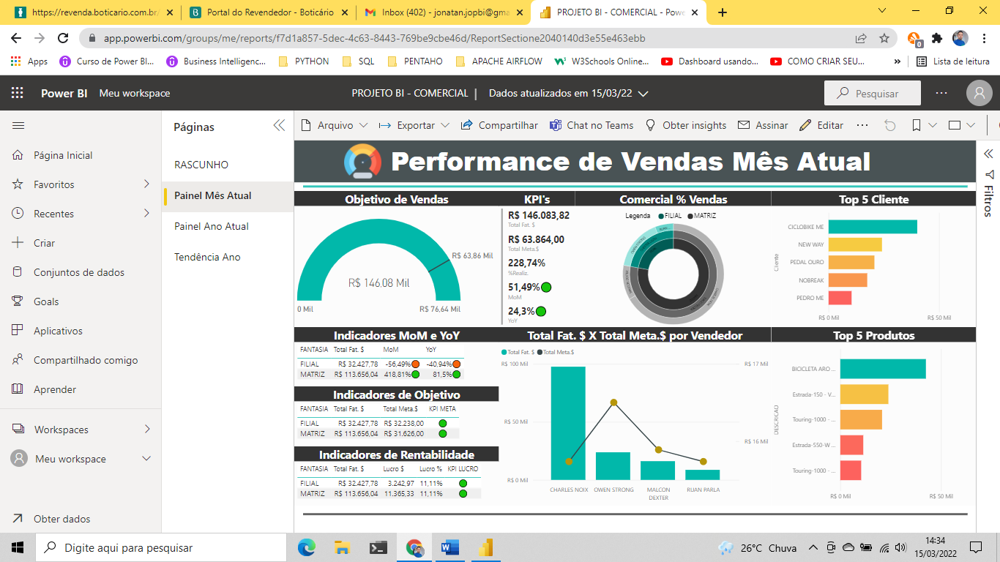 https://revenda.boticario.com.br/
Portal do Revendedor - Boticário
Inbox (402) - jonatan.jopbi@gma
PROJETO BI - COMERCIAL - Powe
app.powerbi.com/groups/me/reports/f7d1a857-5dec-4c63-8443-769be9cbe46d/ReportSectione2040140d3e55e463ebb
0
Apps
Curso de Power BI...
Business Intelligenc...
PYTHON
SQL
PENTAHO
APACHE AIRFLOW
W3Schools Online...
Dashboard usando...
COMO CRIAR SEU...
»
Lista de leitura
Power BI
Meu workspace
PROJETO BI - COMERCIAL |
Dados atualizados em 15/03/22
Pesquisar
Arquivo
Exportar
Compartilhar
Chat no Teams
Obter insights
Assinar
Editar
Página Inicial
Favoritos
Recentes
Criar
Conjuntos de dados
Goals
Aplicativos
Compartilhado comigo
Aprender
Workspaces
Meu workspace
Obter dados
Páginas
RASCUNHO
Painel Mês Atual
Painel Ano Atual
Tendência Ano
Filtros
Performance de Vendas Mês Atual
Objetivo de Vendas
R$ 63,86 Mil
R$ 146,08 Mil
0 Mil
R$ 76,64 Mil
KPI's
R$ 146.083,82
Total Fat. $
R$ 63.864,00
Total Meta.$
228,74%
%Realiz.
51,49%
MoM
24,3%
YoY
Comercial % Vendas
Legenda FILIAL MATRIZ
Top 5 Cliente
Cliente
CICLOBIKE ME
NEW WAY
PEDAL OURO
NOBREAK
PEDRO ME
R$ 0 Mil R$ 50 Mil
Indicadores MoM e YoY
FANTASIA Total Fat. $ MoM YoY
FILIAL R$ 32.427,78 -56,49% -40,94%
MATRIZ R$ 113.656,04 418,81% 81,5%
Indicadores de Objetivo
FANTASIA Total Fat. $ Total Meta.$ KPI META
FILIAL R$ 32.427,78 R$ 32.238,00
MATRIZ R$ 113.656,04 R$ 31.626,00
Indicadores de Rentabilidade
FANTASIA Total Fat. $ Lucro $ Lucro % KPI LUCRO
FILIAL R$ 32.427,78 3.242,97 11,11%
MATRIZ R$ 113.656,04 11.365,33 11,11%
Total Fat. $ X Total Meta.$ por Vendedor
Total Fat. $ Total Meta.$
R$ 100 Mil
R$ 17 Mil
R$ 50 Mil
R$ 16 Mil
R$ 0 Mil
CHARLES NOIX OWEN STRONG MALCON RUAN PARLA
DEXTER
Top 5 Produtos
DESCRICAO
BICICLETA ARO ...
Estrada-150 - V...
Touring-1000 - ...
Estrada-550-W ...
Touring-1000 - ...
R$ 0 Mil R$ 50 Mil
Digite aqui para pesquisar
26°C Chuva
14:34
15/03/2022